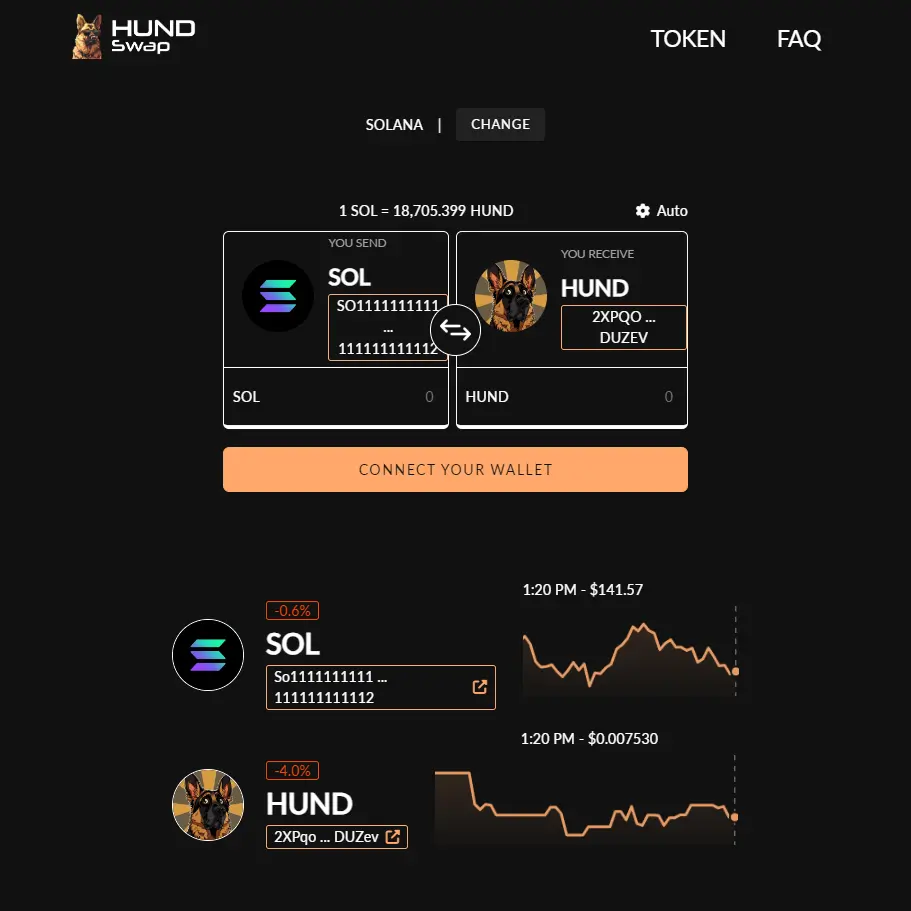 HUND
Swap
TOKEN
FAQ
SOLANA | CHANGE
1 SOL = 18,705.399 HUND
Auto
YOU SEND
SOL
SO1111111111
...
111111111112
YOU RECEIVE
HUND
2XPQO ...
DUZEV
SOL 0
HUND 0
CONNECT YOUR WALLET
-0.6%
SOL
So1111111111 ...
111111111112
1:20 PM - $141.57
-4.0%
HUND
2XPqo ... DUZev
1:20 PM - $0.007530